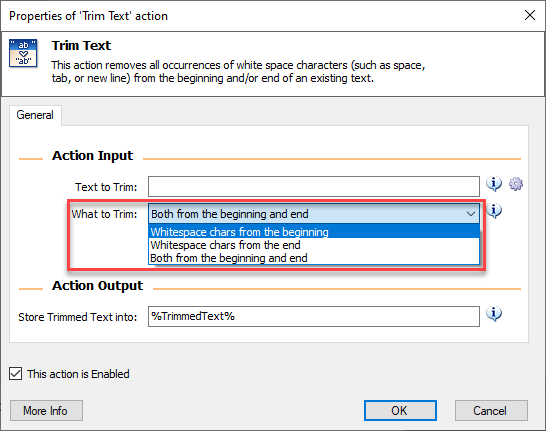 Properties of 'Trim Text' action
"ab"
"ab"
Trim Text
This action removes all occurrences of white space characters (such as space,
tab, or new line) from the beginning and/or end of an existing text.
General
Action Input
Text to Trim:
What to Trim: Both from the beginning and end
Whitespace chars from the beginning
Whitespace chars from the end
Both from the beginning and end
Action Output
Store Trimmed Text into: %TrimmedText%
This action is Enabled
More Info OK Cancel